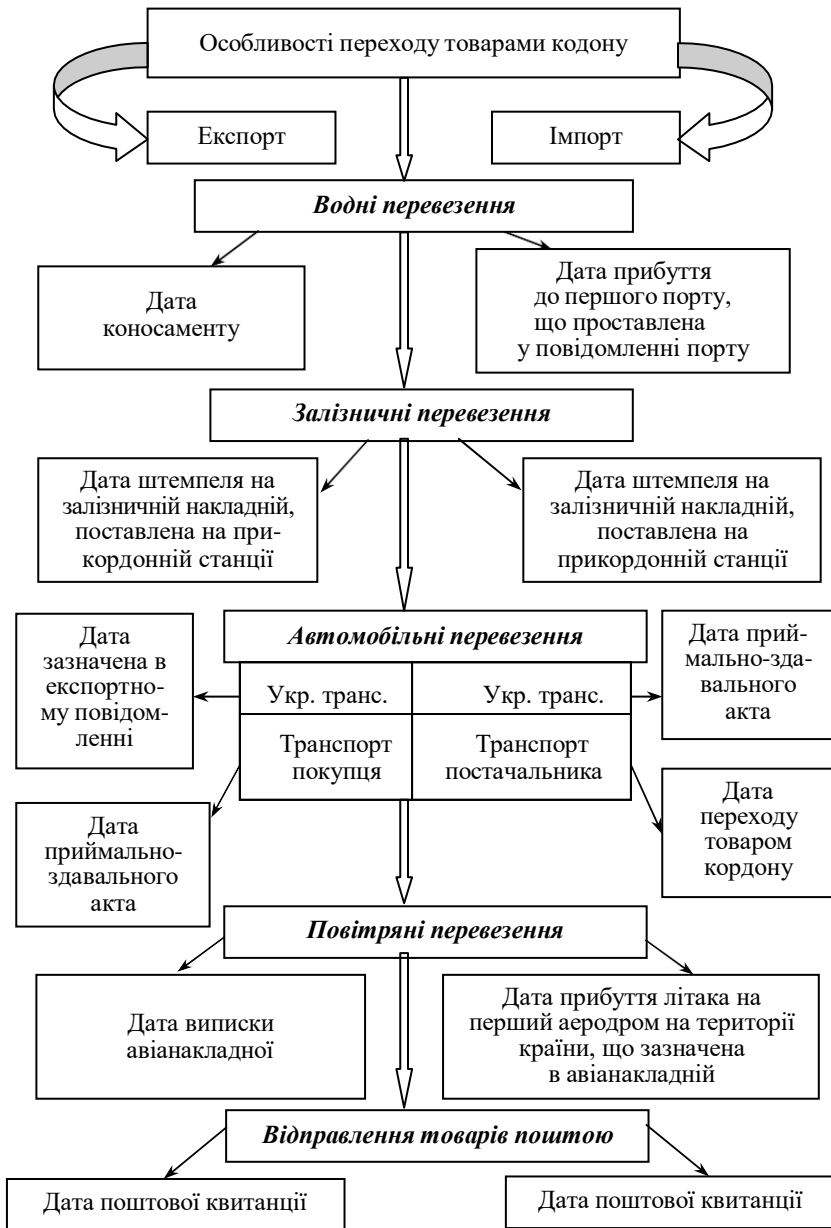 Особливості переходу товарами кодону
Експорт
Імпорт
Водні перевезення
Дата
коносаменту
Дата прибуття
до першого порту,
що проставлена
у повідомленні порту
Залізничні перевезення
Дата штемпеля на
залізничній накладній,
поставлена на при-
кордонній станції
Дата штемпеля на
залізничній накладній,
поставлена на
прикордонній станції
Автомобільні перевезення
Дата
зазначена в
експортно-
му повідом-
ленні
Укр. транс.
Укр. транс.
Дата прий-
мально-зда-
вального
акта
Транспорт
покупця
Транспорт
постачальника
Дата
приймально-
здавального
акта
Дата
переходу
товаром
кордону
Повітряні перевезення
Дата виписки
авіанакладної
Дата прибуття літака на
перший аеродром на території
країни, що зазначена
в авіанакладній
Відправлення товарів поштою
Дата поштової квитанції
Дата поштової квитанції